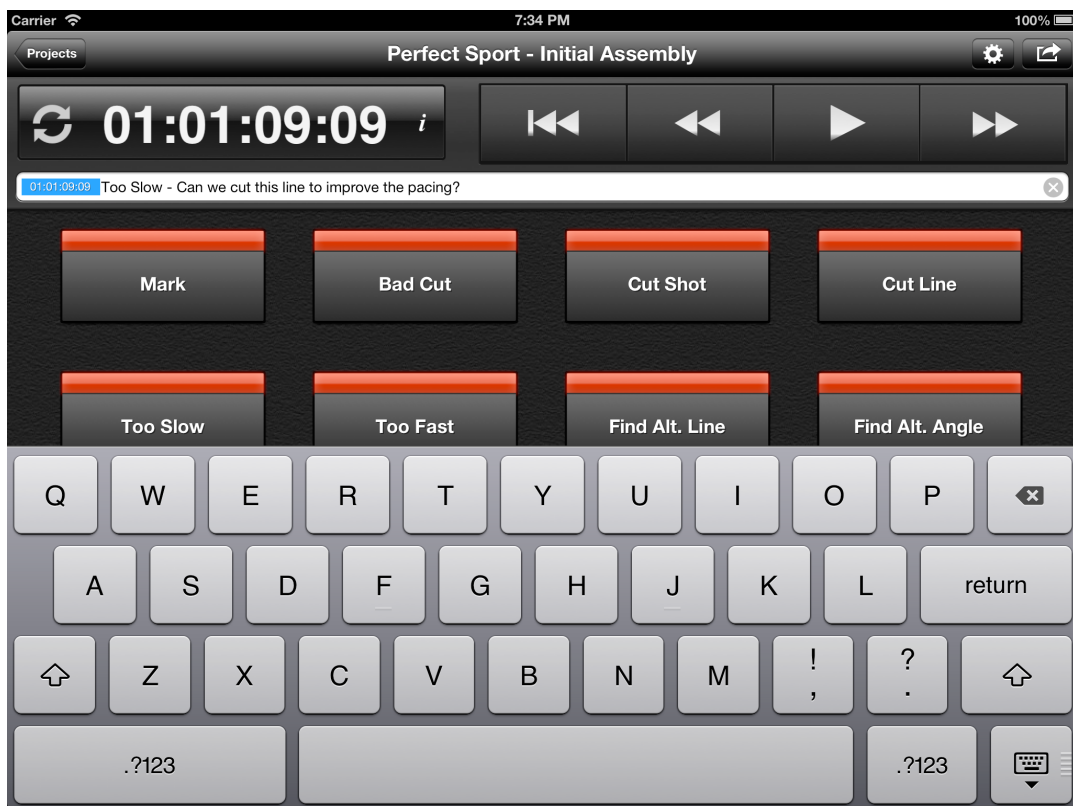 Carrier 7:34 PM 100%
Projects Perfect Sport - Initial Assembly
01:01:09:09 i
01:01:09:09 Too Slow - Can we cut this line to improve the pacing?
Mark Bad Cut Cut Shot Cut Line
Too Slow Too Fast Find Alt. Line Find Alt. Angle
Q W E R T Y U I O P
A S D F G H J K L return
Z X C V B N M ! , ? .
.?123 .?123